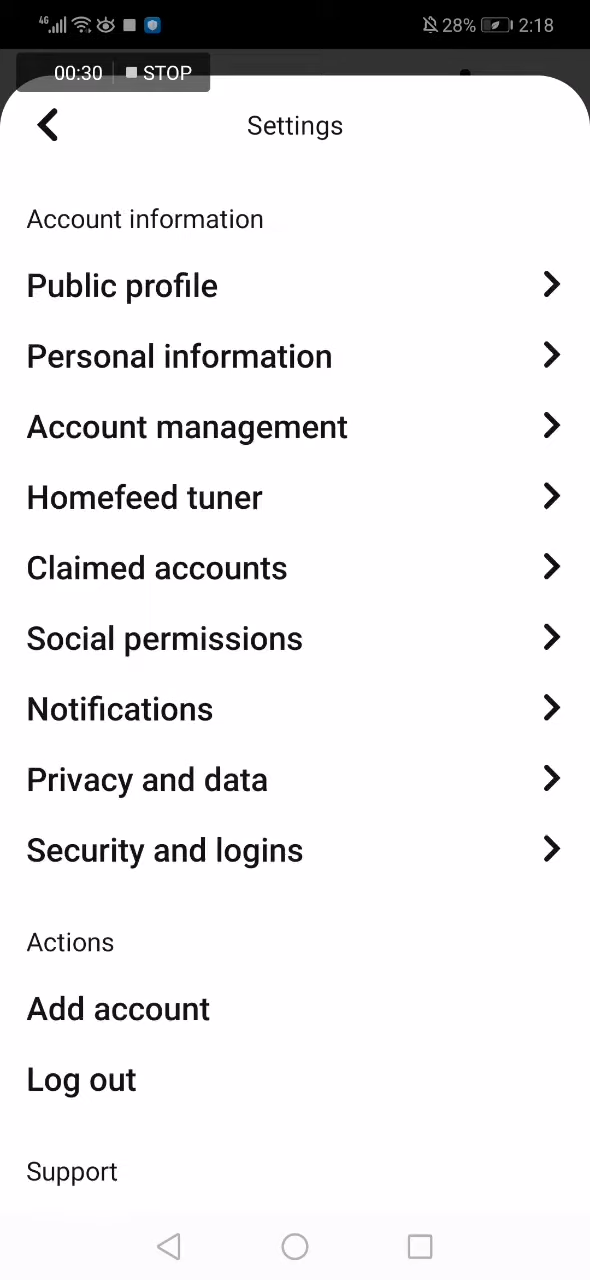 4G 28% 2:18
00:30 STOP
Settings
Account information
Public profile
Personal information
Account management
Homefeed tuner
Claimed accounts
Social permissions
Notifications
Privacy and data
Security and logins
Actions
Add account
Log out
Support